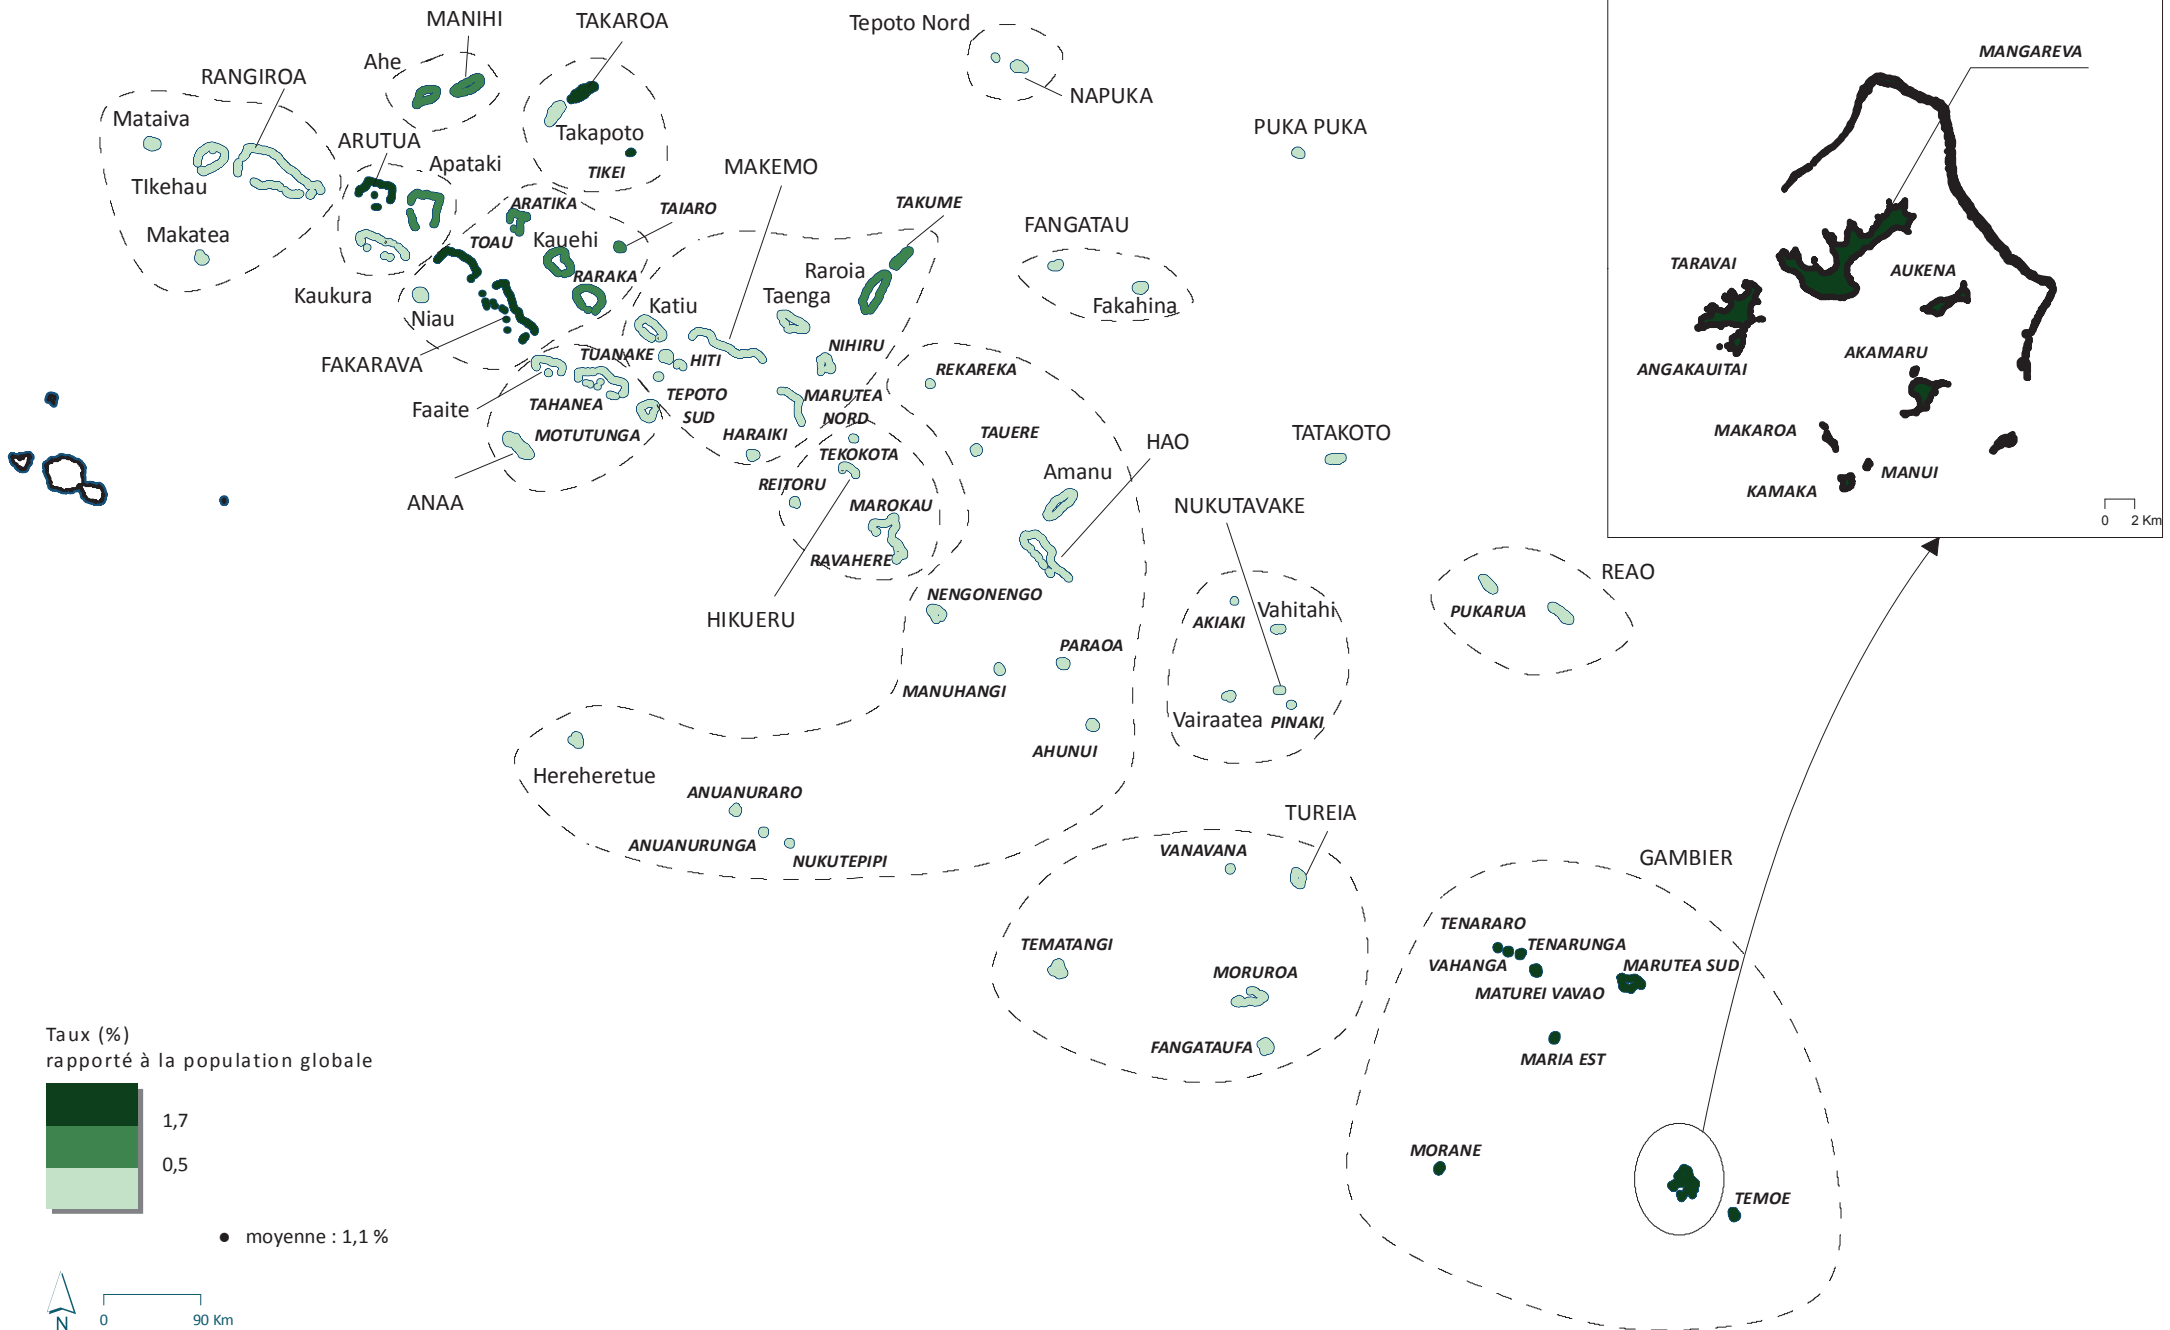 MANIHI
TAKAROA
Tepoto Nord
MANGAREVA
Ahe
RANGIROA
NAPUKA
Mataiva
PUKA PUKA
Takapoto
ARUTUA
Apataki
MAKEMO
TIKEI
TIkehau
ARATIKA
TAIARO
TAKUME
FANGATAU
Makatea
TOAU
Kauehi
TARAVAI
AUKENA
Raroia
RARAKA
Kaukura
Taenga
Katiu
Fakahina
Niau
NIHIRU
AKAMARU
TUANAKE
HITI
FAKARAVA
REKAREKA
ANGAKAUITAI
TEPOTO
SUD
MARUTEA
NORD
Faaite
TAHANEA
MAKAROA
HARAIKI
MOTUTUNGA
TAUERE
TATAKOTO
HAO
TEKOKOTA
Amanu
MANUI
REITORU
KAMAKA
ANAA
MAROKAU
NUKUTAVAKE
0 2 Km
RAVAHERE
REAO
NENGONENGO
PUKARUA
HIKUERU
AKIAKI
Vahitahi
PARAOA
MANUHANGI
Vairaatea
PINAKI
AHUNUI
Hereheretue
ANUANURARO
TUREIA
ANUANURUNGA
NUKUTEPIPI
VANAVANA
GAMBIER
TENARARO
TEMATANGI
TENARUNGA
VAHANGA
MARUTEA SUD
MORUROA
MATUREI VAVAO
Taux (%)
rapporté à la population globale
FANGATAUFA
MARIA EST
1,7
0,5
MORANE
TEMOE
moyenne : 1,1 %
N
0 90 Km